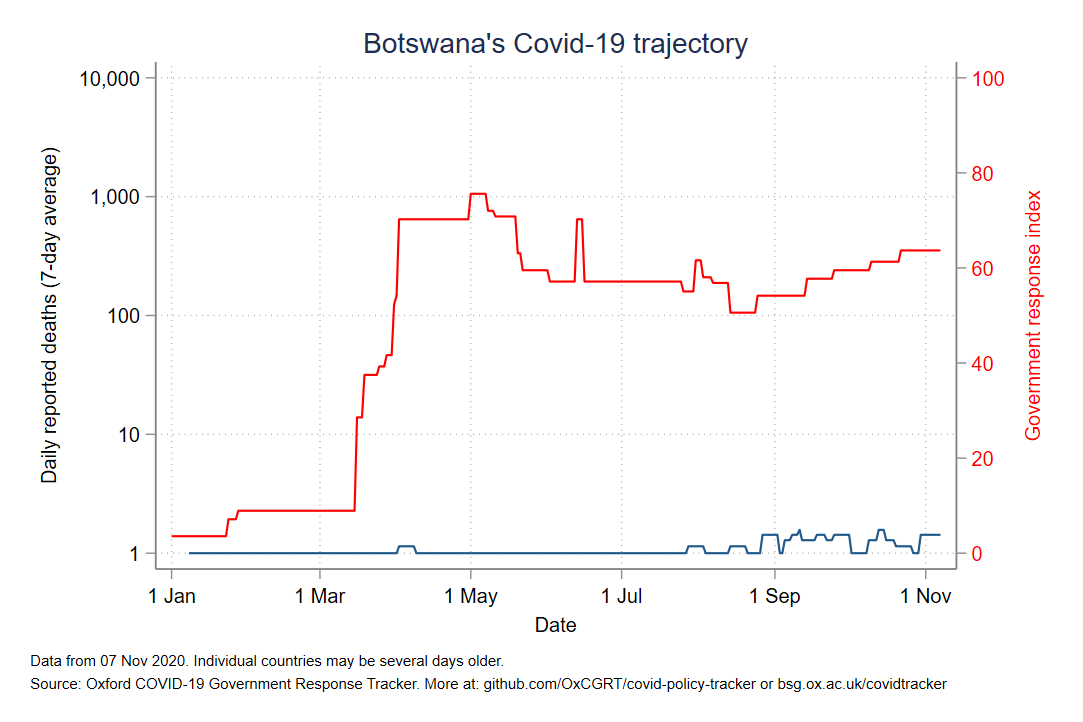 Botswana's Covid-19 trajectory
10,000
1,000
100
10
1
Daily reported deaths (7-day average)
100
80
60
40
20
0
Government response index
1 Jan
1 Mar
1 May
1 Jul
1 Sep
1 Nov
Date
Data from 07 Nov 2020. Individual countries may be several days older.
Source: Oxford COVID-19 Government Response Tracker. More at: github.com/OxCGRT/covid-policy-tracker or bsg.ox.ac.uk/covidtracker